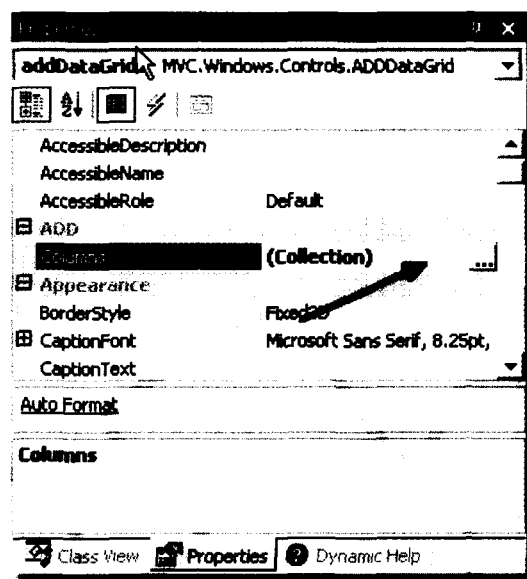 Properties
addDataGrid MVC.Windows.Controls.ADDDataGrid
AccessibleDescription
AccessibleName
AccessibleRole Default
ADD
Columns (Collection) ...
Appearance
BorderStyle Fixed3D
CaptionFont Microsoft Sans Serif, 8.25pt,
CaptionText
Auto Format
Columns
Class View Properties Dynamic Help